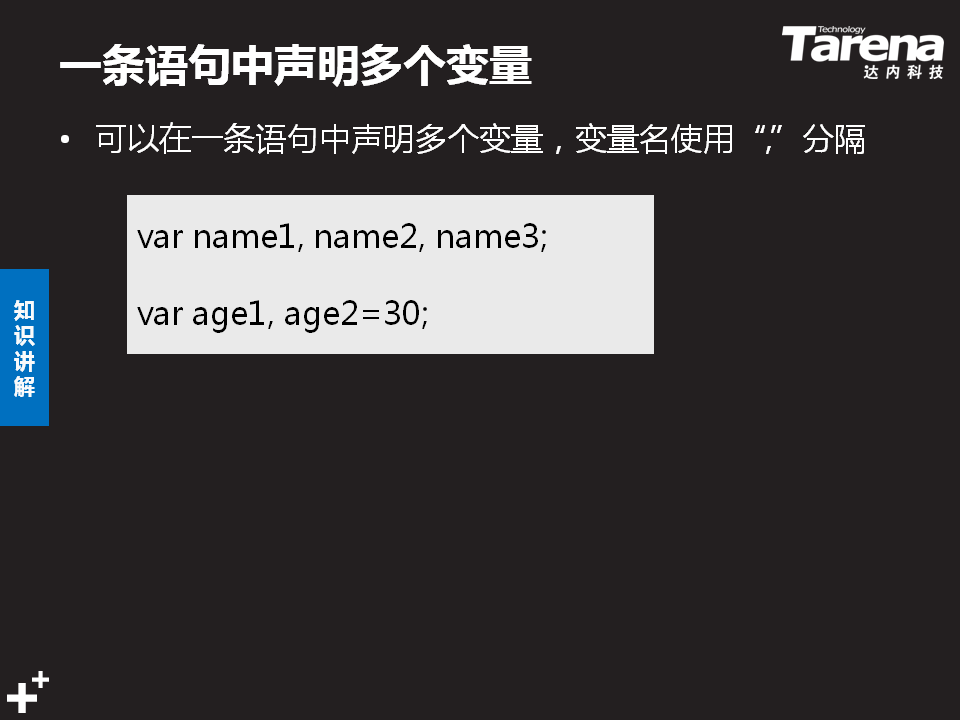 一条语句中声明多个变量
Technology
Tarena
达内科技
• 可以在一条语句中声明多个变量，变量名使用“,”分隔
var name1, name2, name3;
var age1, age2=30;
知
识
讲
解